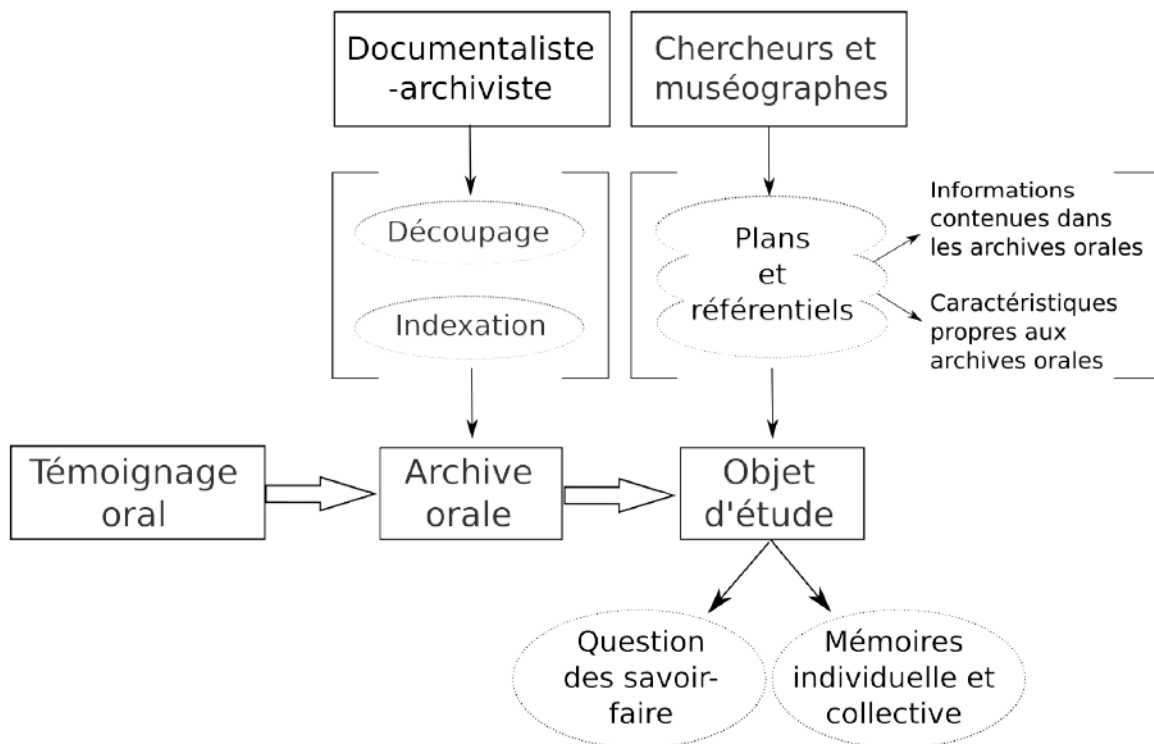 Documentaliste
-archiviste
Chercheurs et
muséographes
Découpage
Indexation
Plans
et
référentiels
Informations
contenues dans
les archives orales
Caractéristiques
propres aux
archives orales
Témoignage
oral
Archive
orale
Objet
d'étude
Question
des savoir-
faire
Mémoires
individuelle et
collective